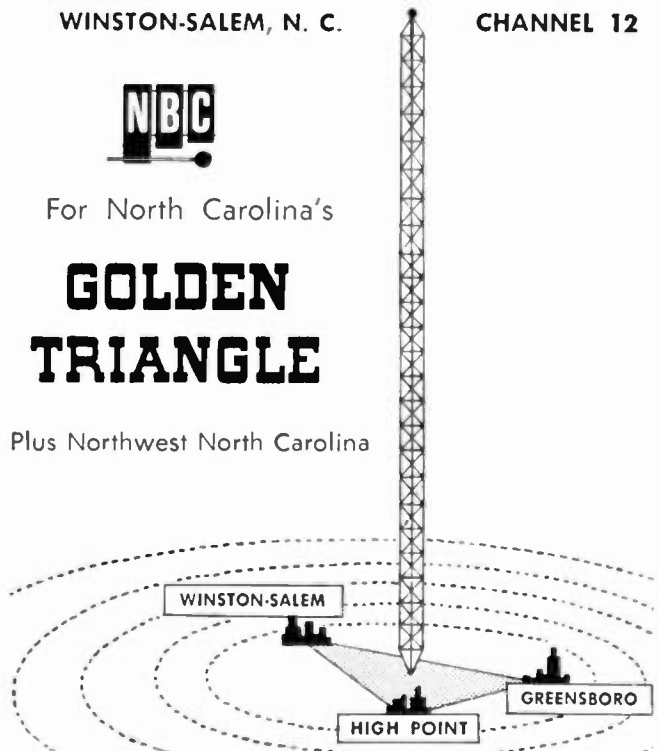 WINSTON-SALEM, N. C. CHANNEL 12
NBC
For North Carolina's
GOLDEN
TRIANGLE
Plus Northwest North Carolina
WINSTON-SALEM
GREENSBORO
HIGH POINT